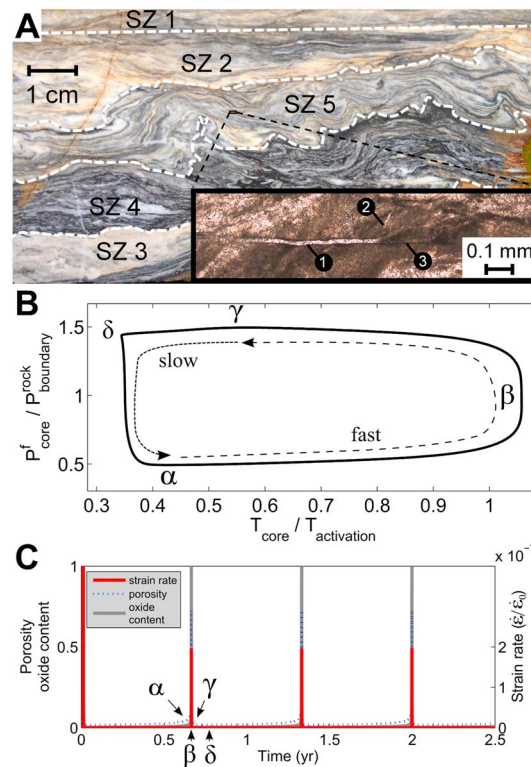 A
SZ 1
SZ 2
1 cm
SZ 5
SZ 4
SZ 3
2
1
3
0.1 mm
B
γ
δ
1.5
slow
β
1
fast
0.5
α
0.3 0.4 0.5 0.6 0.7 0.8 0.9 1
P^f_core / P^rock_boundary
T_core / T_activation
C
x 10⁻
1
strain rate
porosity
oxide
content
0.5
2
1
α
γ
0
0
0 0.5 1 1.5 2 2.5
β
δ
Time (yr)
Porosity
oxide content
Strain rate (ε̇/ε̇₀)